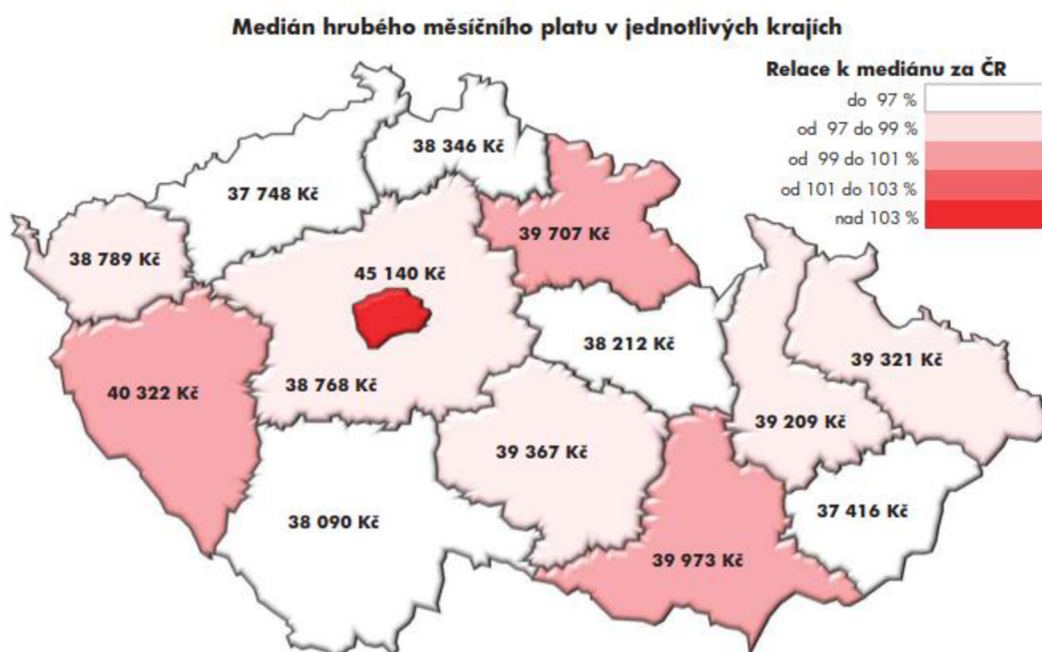 Medián hrubého měsíčního platu v jednotlivých krajích
Relace k mediánu za ČR
do 97 %
od 97 do 99 %
od 99 do 101 %
od 101 do 103 %
nad 103 %
38 346 Kč
37 748 Kč
39 707 Kč
38 789 Kč
45 140 Kč
38 212 Kč
39 321 Kč
40 322 Kč
38 768 Kč
39 209 Kč
39 367 Kč
37 416 Kč
38 090 Kč
39 973 Kč